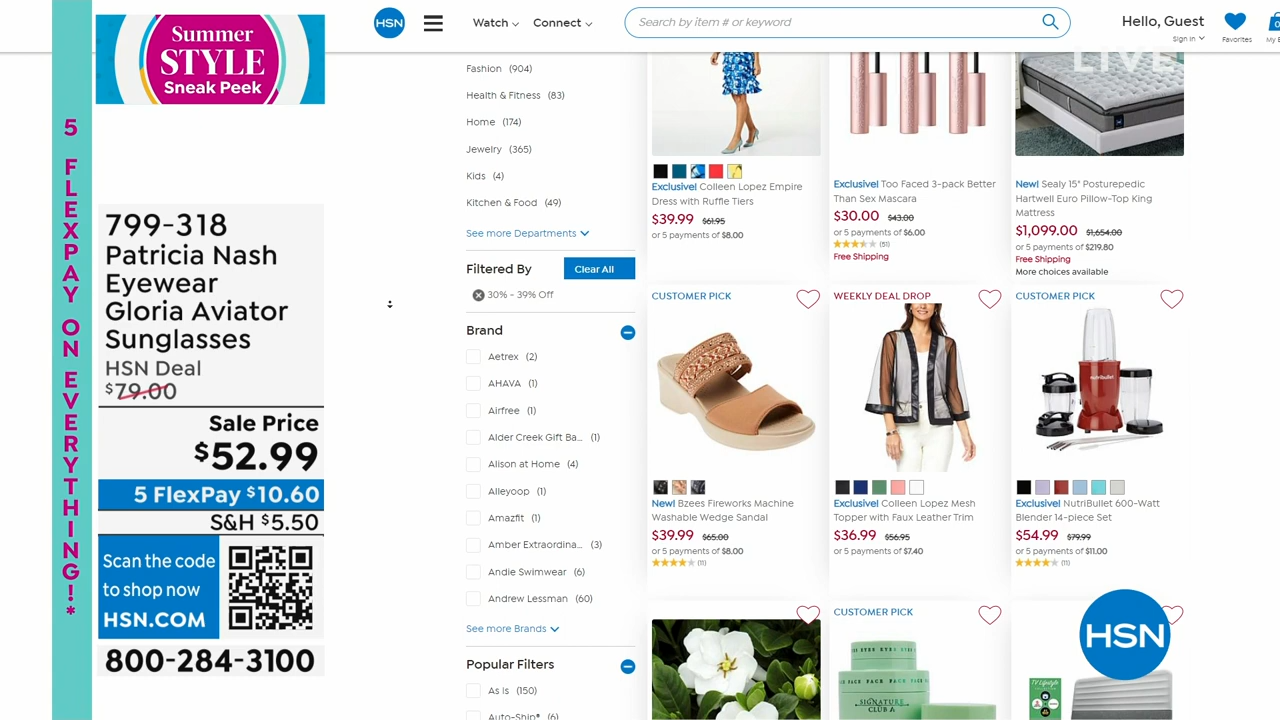 Summer
STYLE
Sneak Peek
5 FLEXPAY ON EVERYTHING!*
799-318
Patricia Nash
Eyewear
Gloria Aviator
Sunglasses
HSN Deal
$79.00
Sale Price
$52.99
5 FlexPay $10.60
S&H $5.50
Scan the code
to shop now
HSN.COM
800-284-3100
HSN
Watch
Connect
Search by item # or keyword
Hello, Guest
Sign In
Favorites
LIVE
Fashion (904)
Health & Fitness (83)
Home (174)
Jewelry (365)
Kids (4)
Kitchen & Food (49)
See more Departments
Filtered By
Clear All
30% - 39% Off
Brand
Aetrex (2)
AHAVA (1)
Airfree (1)
Alder Creek Gift Ba... (1)
Alison at Home (4)
Alleyoop (1)
Amazfit (1)
Amber Extraordina... (3)
Andie Swimwear (6)
Andrew Lessman (60)
See more Brands
Popular Filters
As Is (150)
Auto-Ship® (6)
Exclusive! Colleen Lopez Empire
Dress with Ruffle Tiers
$39.99 $61.95
or 5 payments of $8.00
Exclusive! Too Faced 3-pack Better
Than Sex Mascara
$30.00 $43.00
or 5 payments of $6.00
(51)
Free Shipping
New! Sealy 15" Posturepedic
Hartwell Euro Pillow-Top King
Mattress
$1,099.00 $1,654.00
or 5 payments of $219.80
Free Shipping
More choices available
CUSTOMER PICK
New! Bzees Fireworks Machine
Washable Wedge Sandal
$39.99 $65.00
or 5 payments of $8.00
(11)
WEEKLY DEAL DROP
Exclusive! Colleen Lopez Mesh
Topper with Faux Leather Trim
$36.99 $56.95
or 5 payments of $7.40
CUSTOMER PICK
nutribullet
Exclusive! NutriBullet 600-Watt
Blender 14-piece Set
$54.99 $79.99
or 5 payments of $11.00
(11)
CUSTOMER PICK
SIGNATURE
CLUB A
TV Lifestyle
HSN